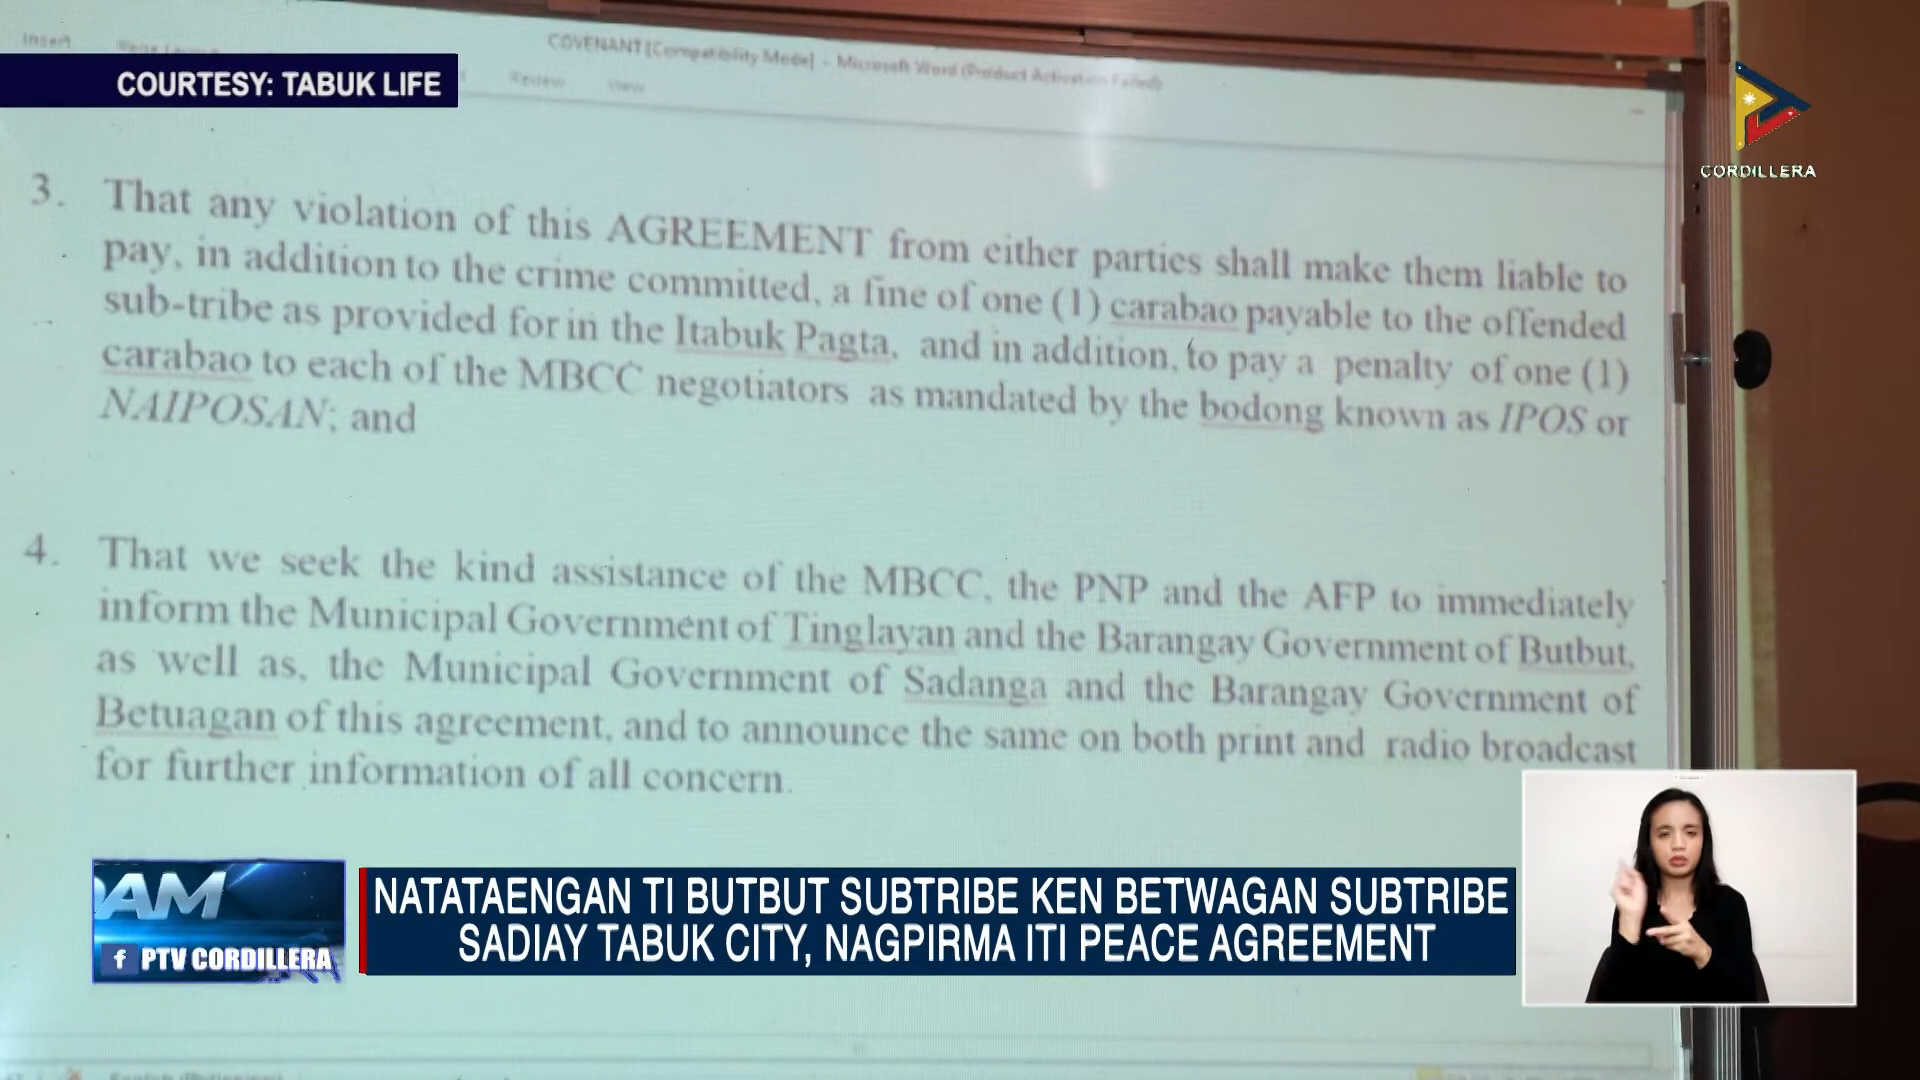 Insert
COVENANT [Compatibility Mode] - Microsoft Word (Product Activation Failed)
Review View
COURTESY: TABUK LIFE
CORDILLERA
3. That any violation of this AGREEMENT from either parties shall make them liable to
pay, in addition to the crime committed, a fine of one (1) carabao payable to the offended
sub-tribe as provided for in the Itabuk Pagta, and in addition, to pay a penalty of one (1)
carabao to each of the MBCC negotiators as mandated by the bodong known as IPOS or
NAIPOSAN; and
4. That we seek the kind assistance of the MBCC, the PNP and the AFP to immediately
inform the Municipal Government of Tinglayan and the Barangay Government of Butbut,
as well as, the Municipal Government of Sadanga and the Barangay Government of
Betuagan of this agreement, and to announce the same on both print and radio broadcast
for further information of all concern.
AM
f PTV CORDILLERA
NATATAENGAN TI BUTBUT SUBTRIBE KEN BETWAGAN SUBTRIBE
SADIAY TABUK CITY, NAGPIRMA ITI PEACE AGREEMENT
English (Philippines)